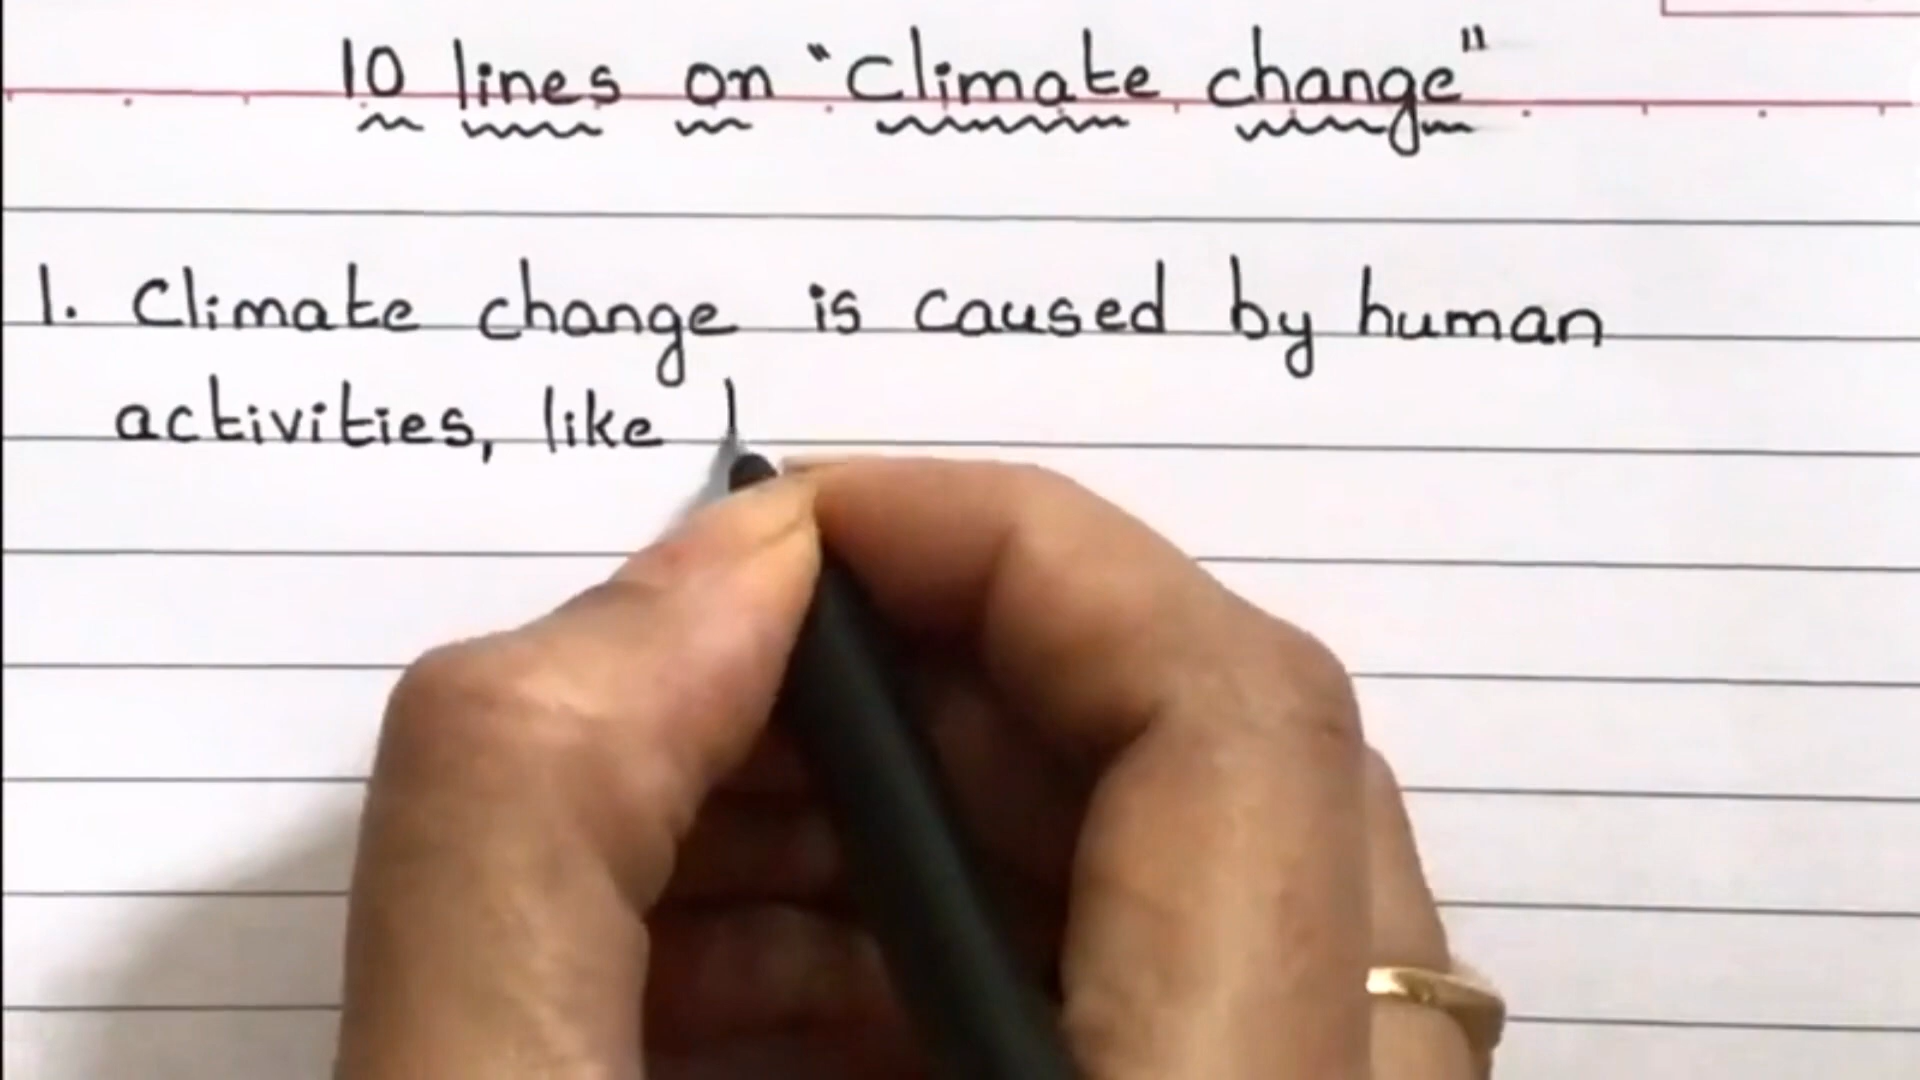 10 lines on "Climate change"
1. Climate change is caused by human
activities, like